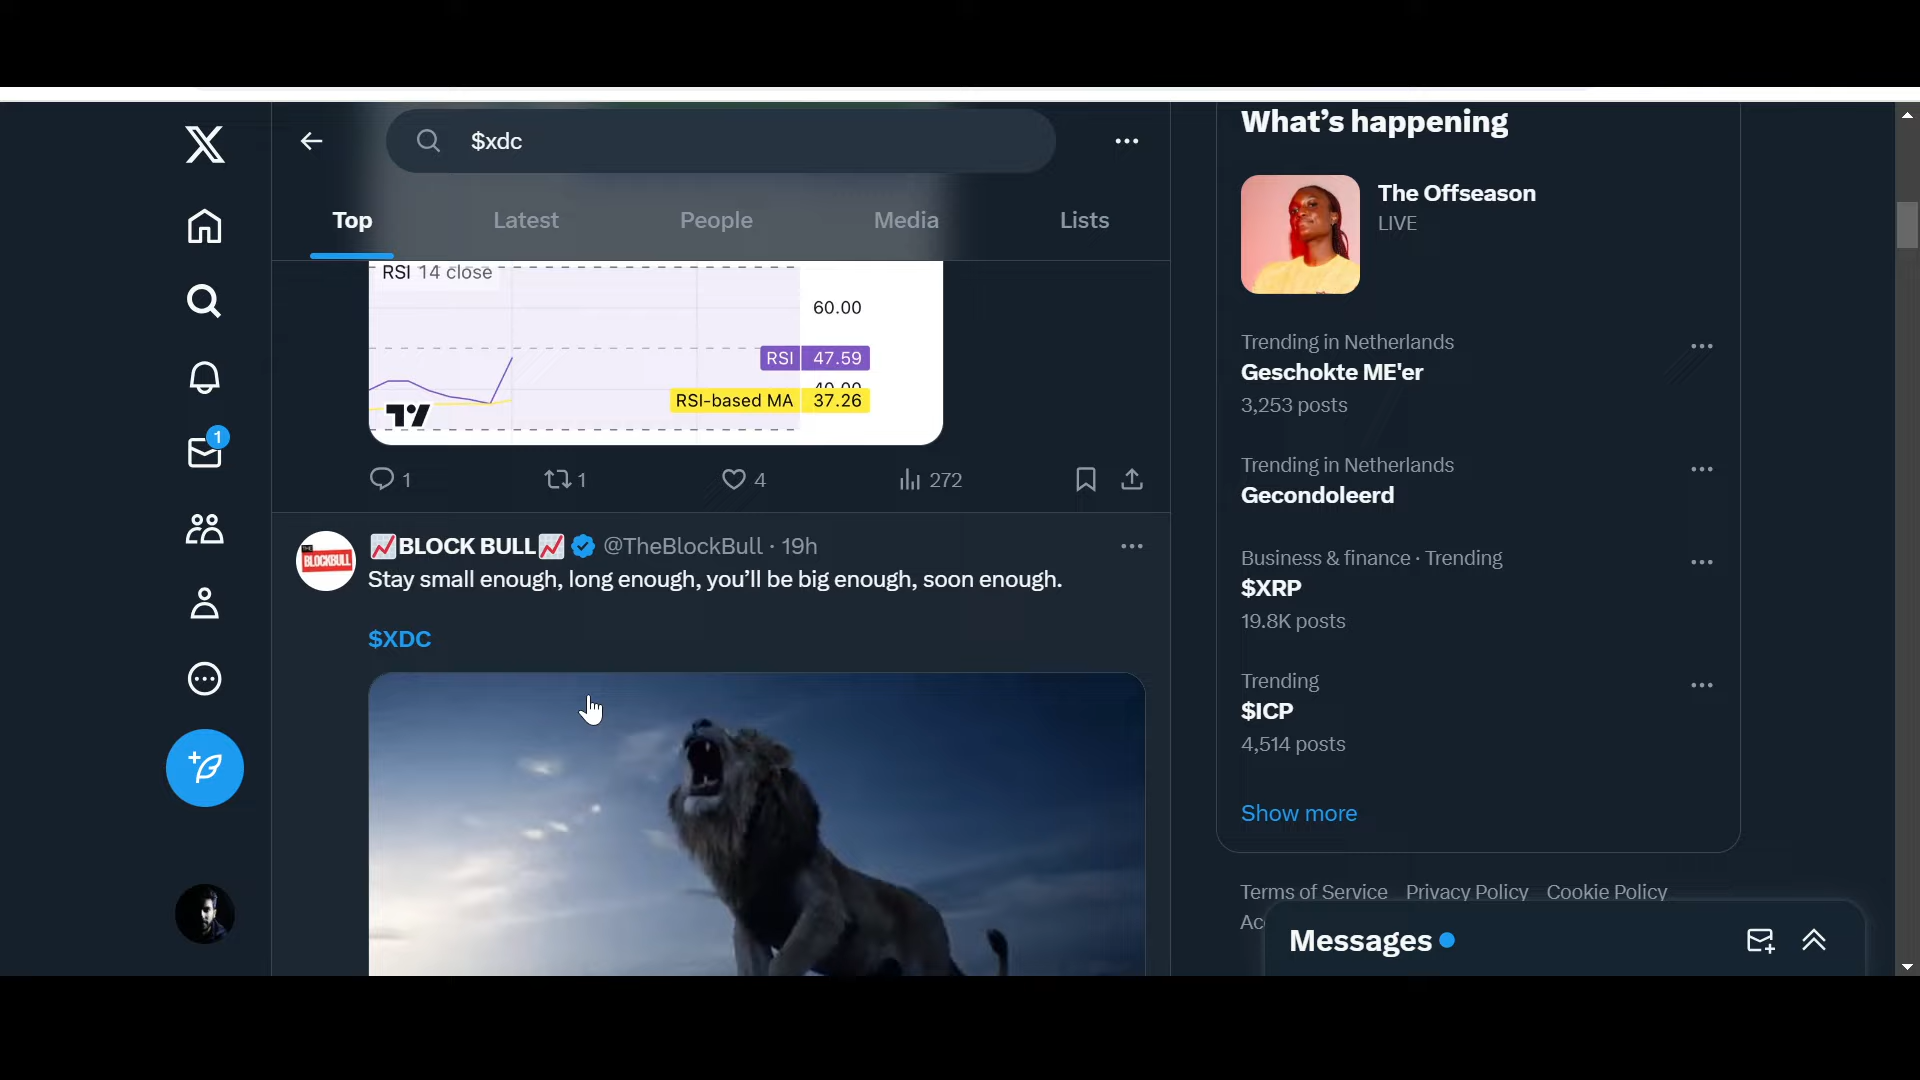 $xdc
Top
Latest
People
Media
Lists
RSI 14 close
60.00
RSI 47.59
40.00
RSI-based MA 37.26
1
1
4
272
BLOCKBULL
📈BLOCK BULL📈 @TheBlockBull · 19h
Stay small enough, long enough, you’ll be big enough, soon enough.
$XDC
1
What’s happening
The Offseason
LIVE
Trending in Netherlands
Geschokte ME'er
3,253 posts
Trending in Netherlands
Gecondoleerd
Business & finance · Trending
$XRP
19.8K posts
Trending
$ICP
4,514 posts
Show more
Terms of Service Privacy Policy Cookie Policy
Messages